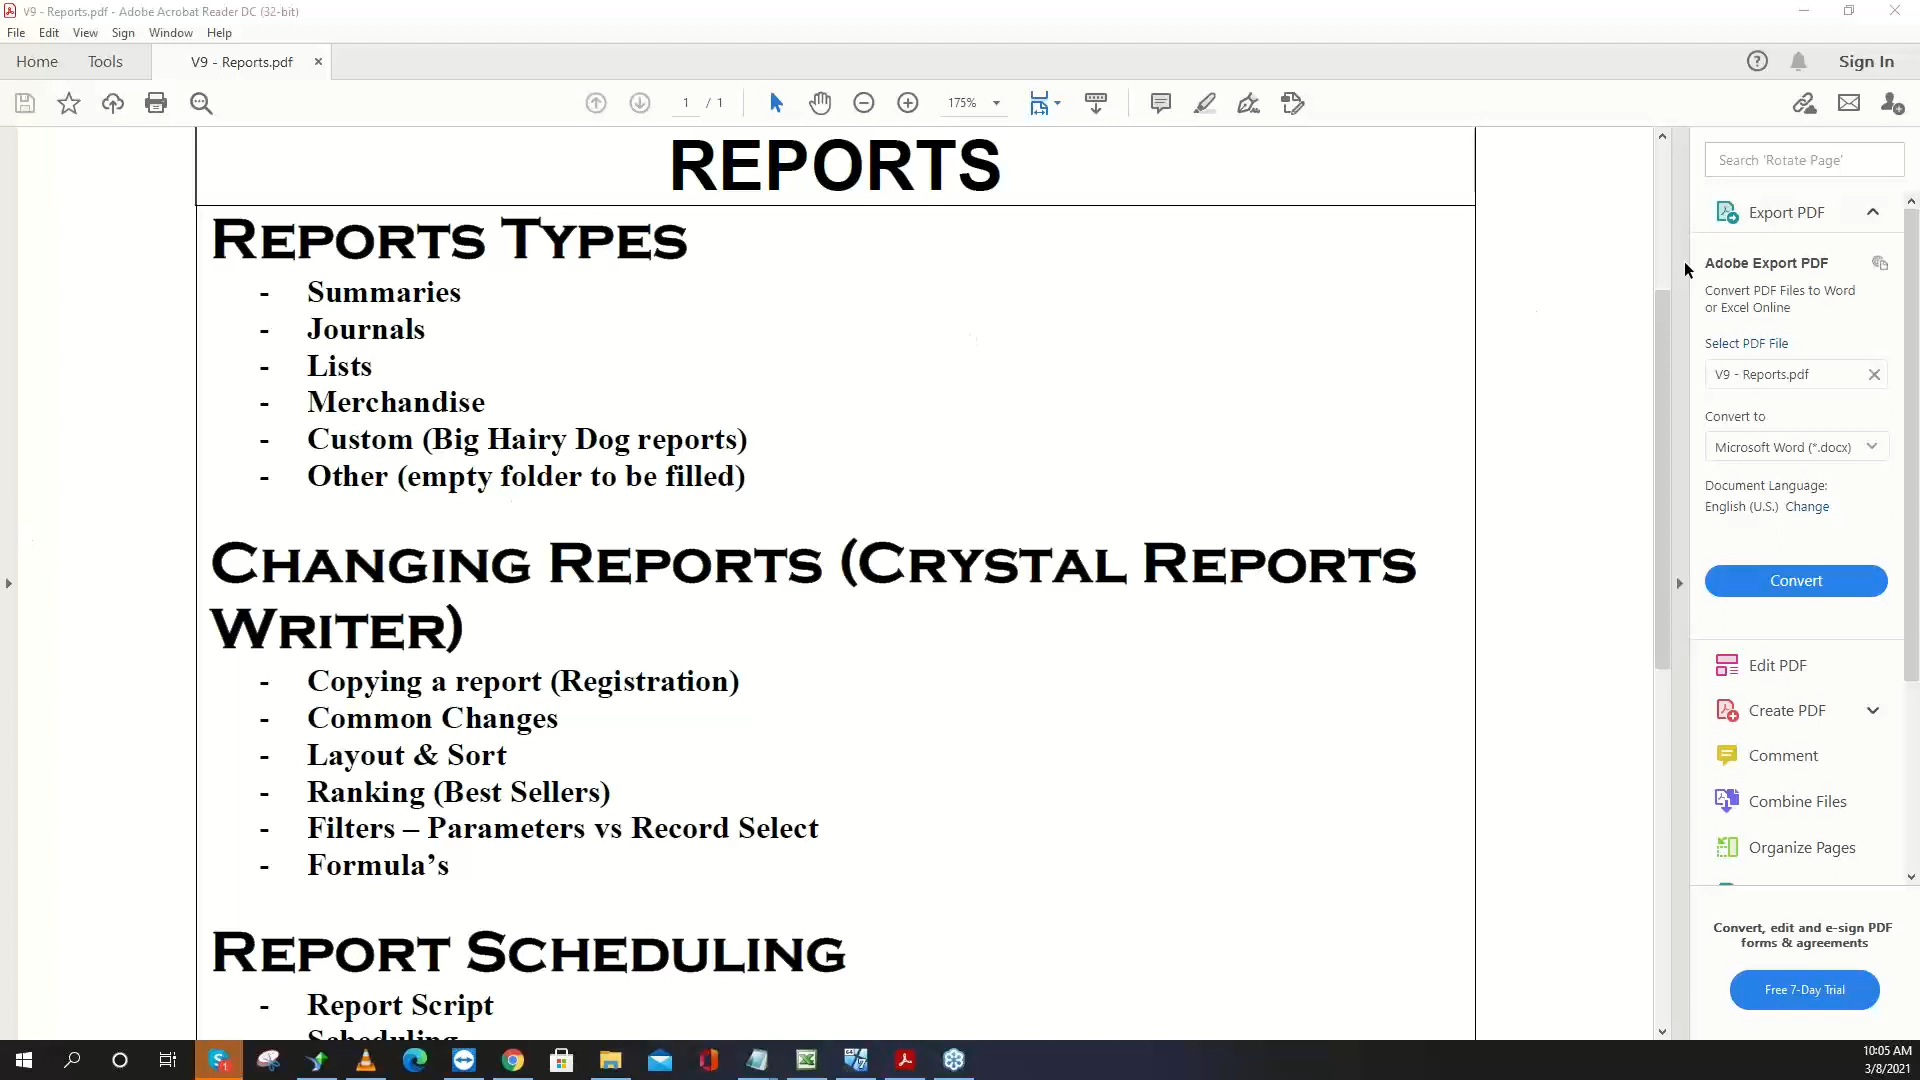 V9 - Reports.pdf - Adobe Acrobat Reader DC (32-bit)
File Edit View Sign Window Help
Home Tools V9 - Reports.pdf Sign In
1 / 1 175%
REPORTS
REPORTS TYPES
- Summaries
- Journals
- Lists
- Merchandise
- Custom (Big Hairy Dog reports)
- Other (empty folder to be filled)
CHANGING REPORTS (CRYSTAL REPORTS
WRITER)
- Copying a report (Registration)
- Common Changes
- Layout & Sort
- Ranking (Best Sellers)
- Filters – Parameters vs Record Select
- Formula’s
REPORT SCHEDULING
- Report Script
Scheduling
Search 'Rotate Page'
Export PDF
Adobe Export PDF
Convert PDF Files to Word
or Excel Online
Select PDF File
V9 - Reports.pdf
Convert to
Microsoft Word (*.docx)
Document Language:
English (U.S.) Change
Convert
Edit PDF
Create PDF
Comment
Combine Files
Organize Pages
Convert, edit and e-sign PDF
forms & agreements
Free 7-Day Trial
10:05 AM
3/8/2021